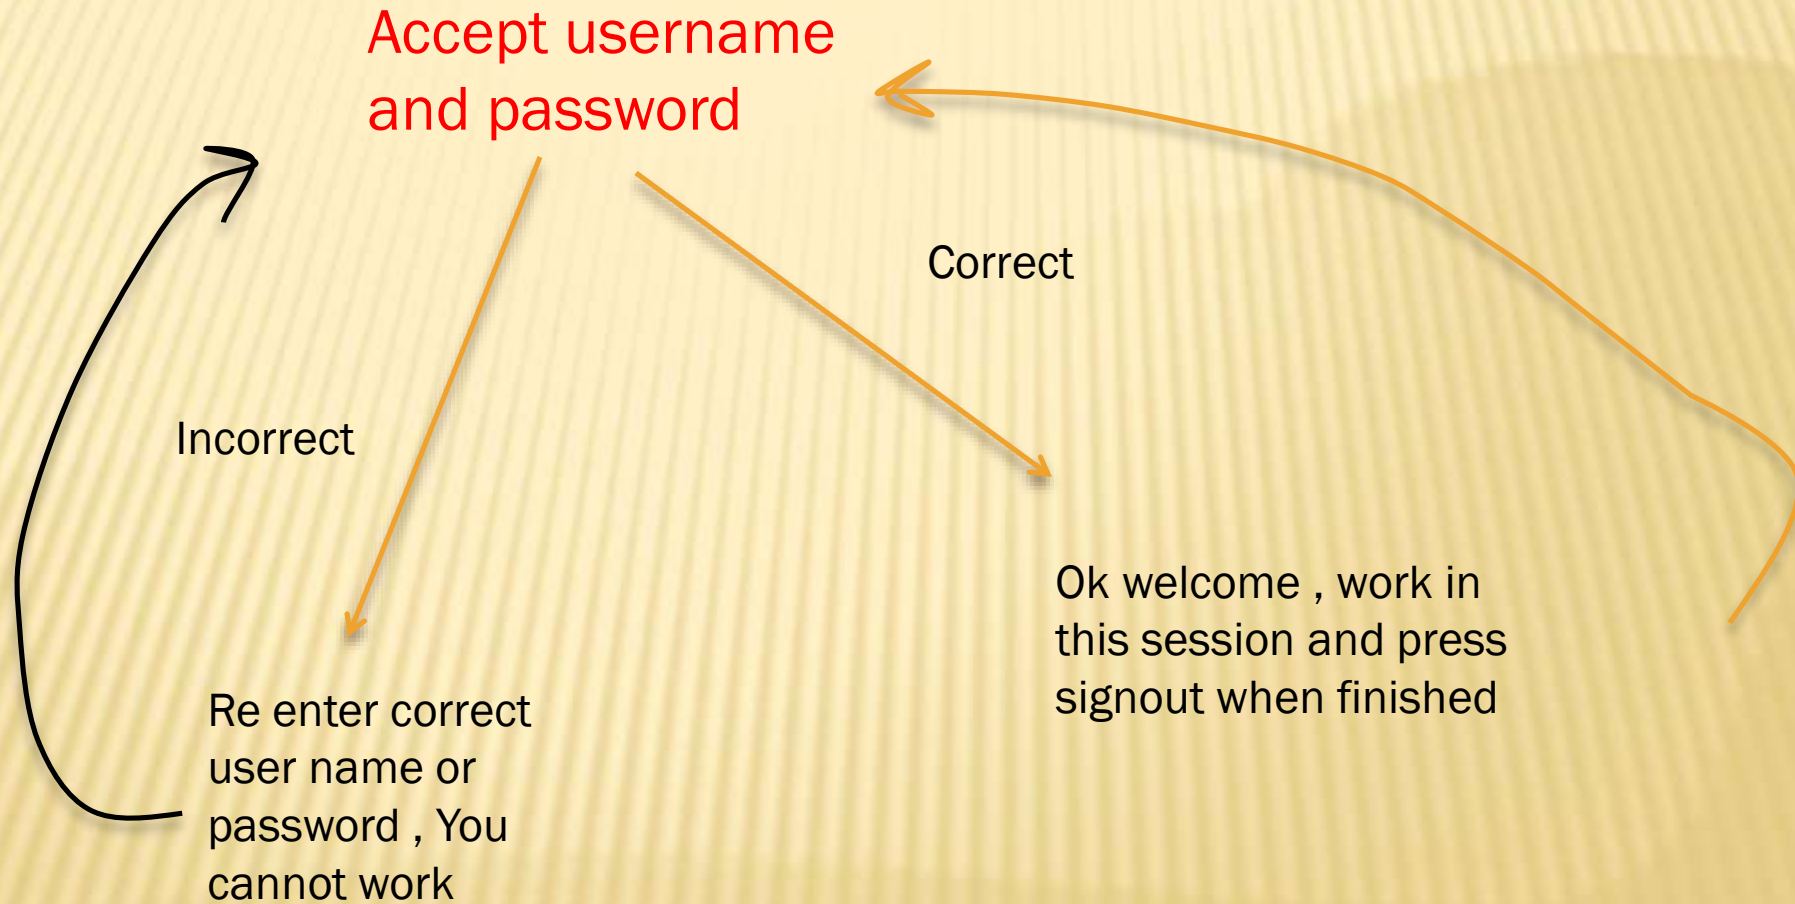 Accept username
and password
Correct
Incorrect
Ok welcome , work in
this session and press
signout when finished
Re enter correct
user name or
password , You
cannot work